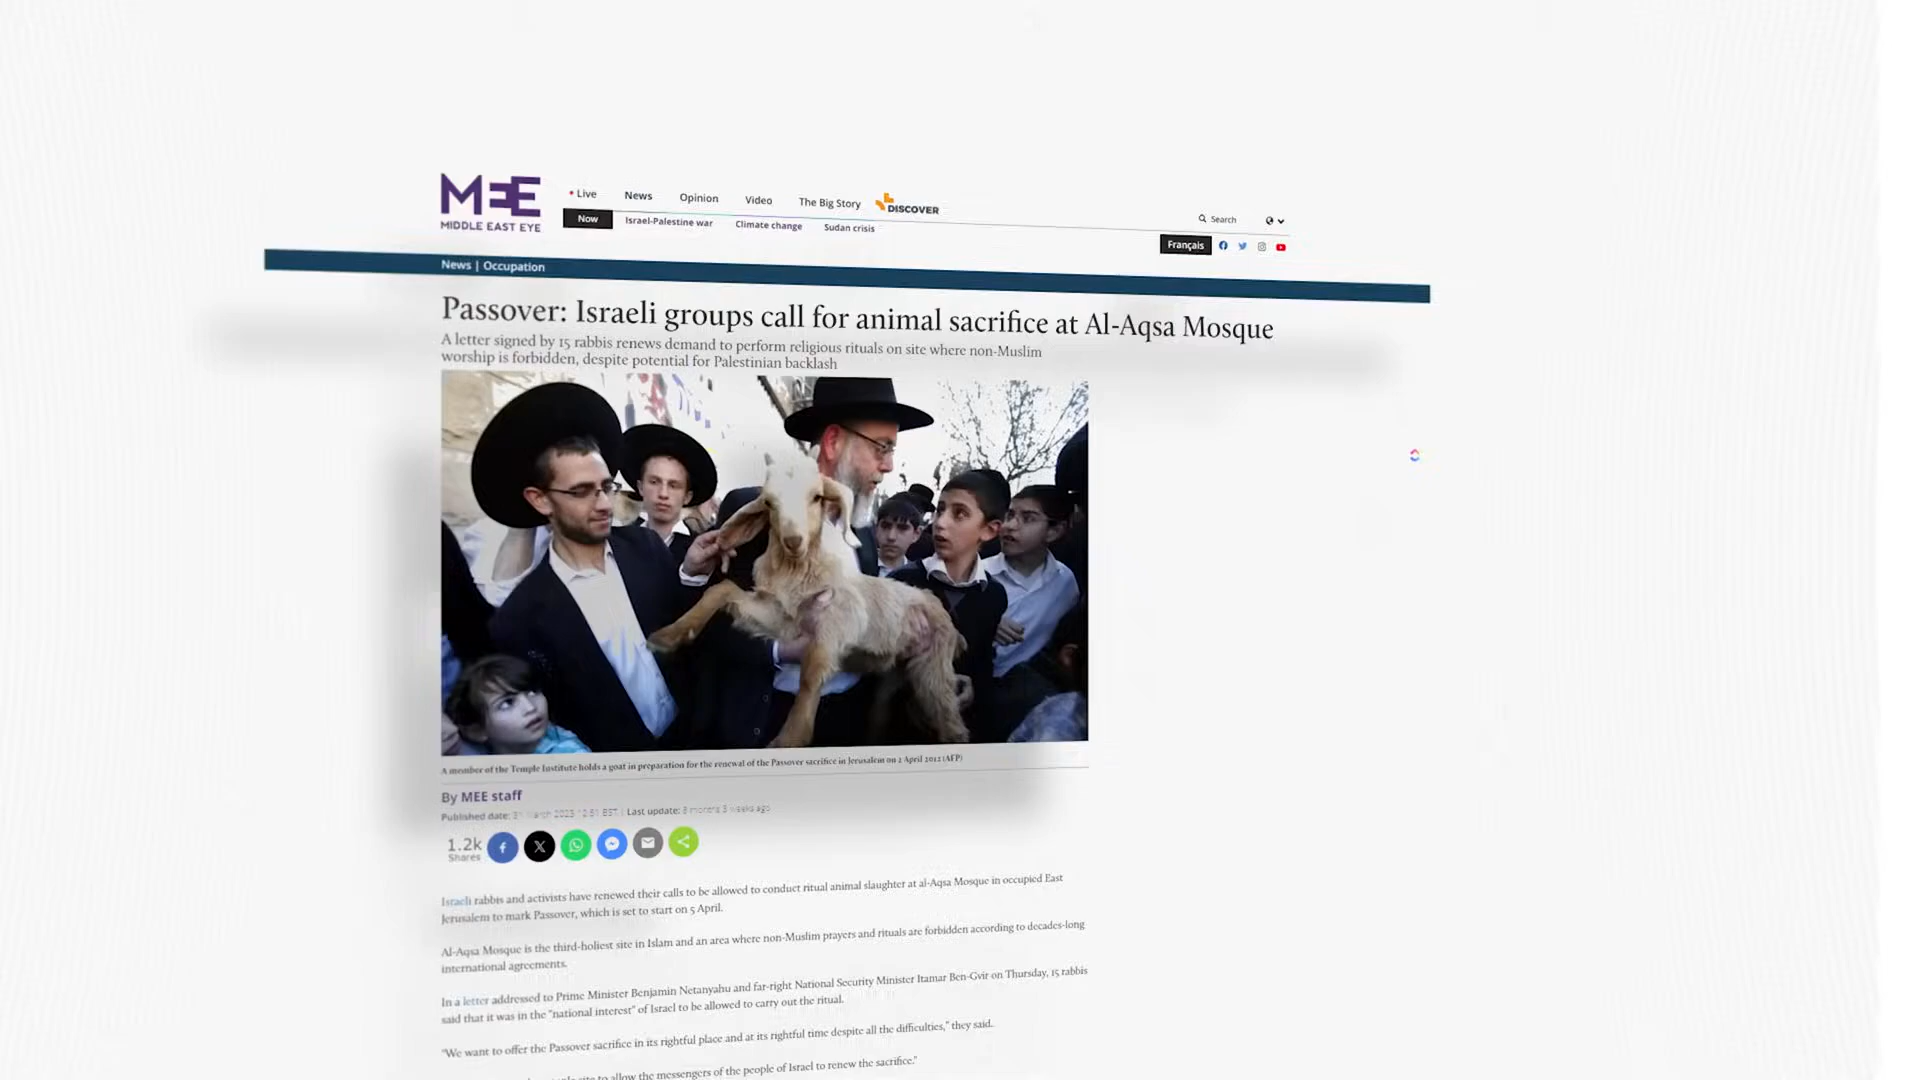 MEE
MIDDLE EAST EYE
Live News Opinion Video The Big Story DISCOVER
Now Israel-Palestine war Climate change Sudan crisis
Search
Français
News | Occupation
Passover: Israeli groups call for animal sacrifice at Al-Aqsa Mosque
A letter signed by 15 rabbis renews demand to perform religious rituals on site where non-Muslim
worship is forbidden, despite potential for Palestinian backlash
A member of the Temple Institute holds a goat in preparation for the renewal of the Passover sacrifice in Jerusalem on 2 April 2012 (AFP)
By MEE staff
Published date: March 2023 BST | Last update: 8 months 3 weeks ago
1.2k
Shares
Israeli rabbis and activists have renewed their calls to be allowed to conduct ritual animal slaughter at al-Aqsa Mosque in occupied East
Jerusalem to mark Passover, which is set to start on 5 April.
Al-Aqsa Mosque is the third-holiest site in Islam and an area where non-Muslim prayers and rituals are forbidden according to decades-long
international agreements.
In a letter addressed to Prime Minister Benjamin Netanyahu and far-right National Security Minister Itamar Ben-Gvir on Thursday, 15 rabbis
said that it was in the "national interest" of Israel to be allowed to carry out the ritual.
"We want to offer the Passover sacrifice in its rightful place and at its rightful time despite all the difficulties," they said.
to allow the messengers of the people of Israel to renew the sacrifice."